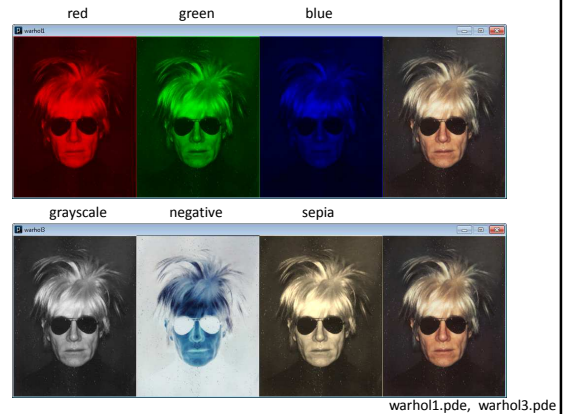 red green blue
P warhol1
grayscale negative sepia
P warhol3
warhol1.pde, warhol3.pde